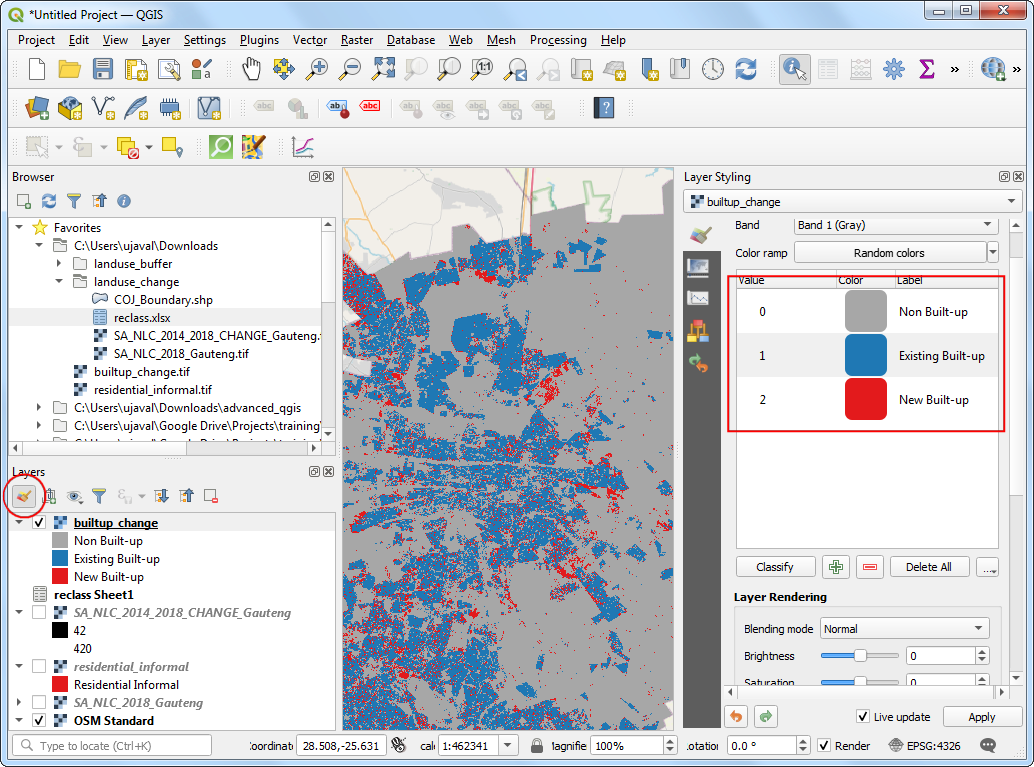 *Untitled Project — QGIS
Project Edit View Layer Settings Plugins Vector Raster Database Web Mesh Processing Help
Browser
Favorites
C:\Users\ujaval\Downloads
landuse_buffer
landuse_change
COJ_Boundary.shp
reclass.xlsx
SA_NLC_2014_2018_CHANGE_Gauteng.
SA_NLC_2018_Gauteng.tif
builtup_change.tif
residential_informal.tif
C:\Users\ujaval\Downloads\advanced_qgis
C:\Users\ujaval\Google Drive\Projects\training
Layers
builtup_change
Non Built-up
Existing Built-up
New Built-up
reclass Sheet1
SA_NLC_2014_2018_CHANGE_Gauteng
42
420
residential_informal
Residential Informal
SA_NLC_2018_Gauteng
OSM Standard
Layer Styling
builtup_change
Band Band 1 (Gray)
Color ramp Random colors
Value Color Label
0 Non Built-up
1 Existing Built-up
2 New Built-up
Classify Delete All ...
Layer Rendering
Blending mode Normal
Brightness 0
Saturation 0
Live update Apply
Type to locate (Ctrl+K) Coordinat 28.508,-25.631 cal 1:462341 agnifie 100% otation 0.0 ° Render EPSG:4326